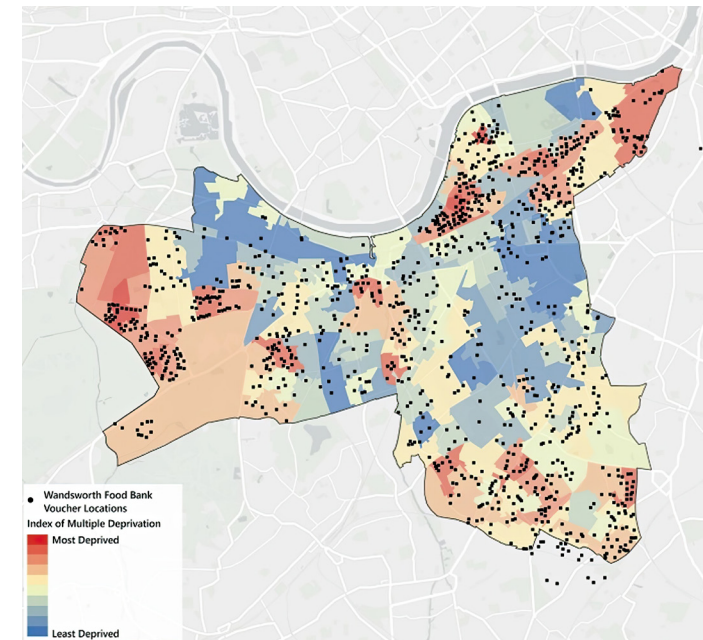 Wandsworth Food Bank
Voucher Locations
Index of Multiple Deprivation
Most Deprived
Least Deprived